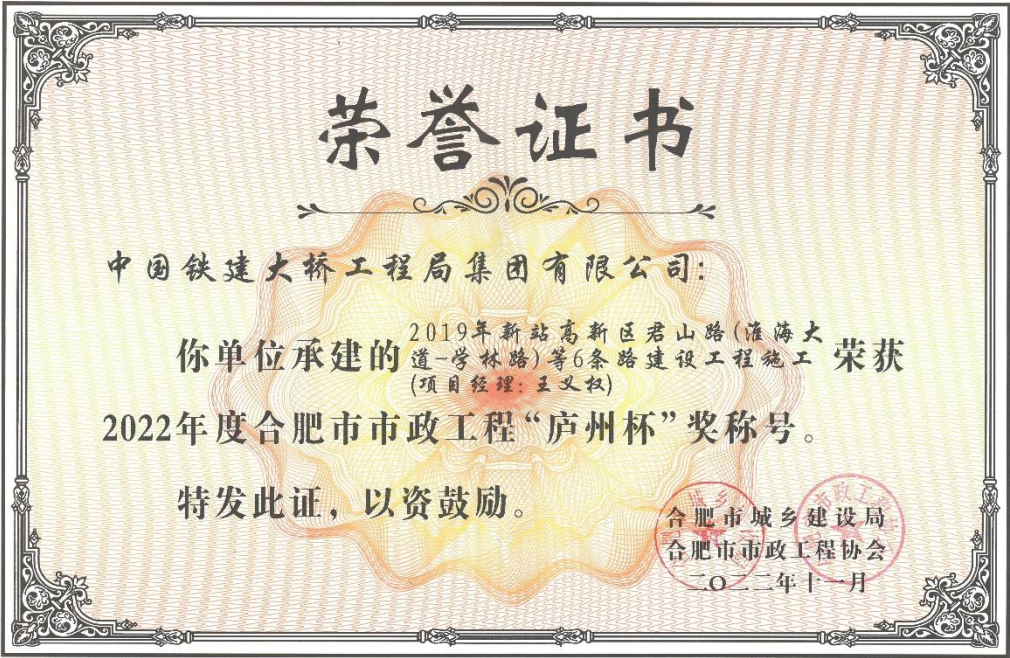 荣誉证书
中国铁建大桥工程局集团有限公司:
你单位承建的2019年新站高新区君山路(淮海大道-学林路)等6条路建设工程施工(项目经理:王义权)荣获
2022年度合肥市市政工程“庐州杯”奖称号。
特发此证，以资鼓励。
合肥市城乡建设局
合肥市市政工程协会
二〇二二年十一月